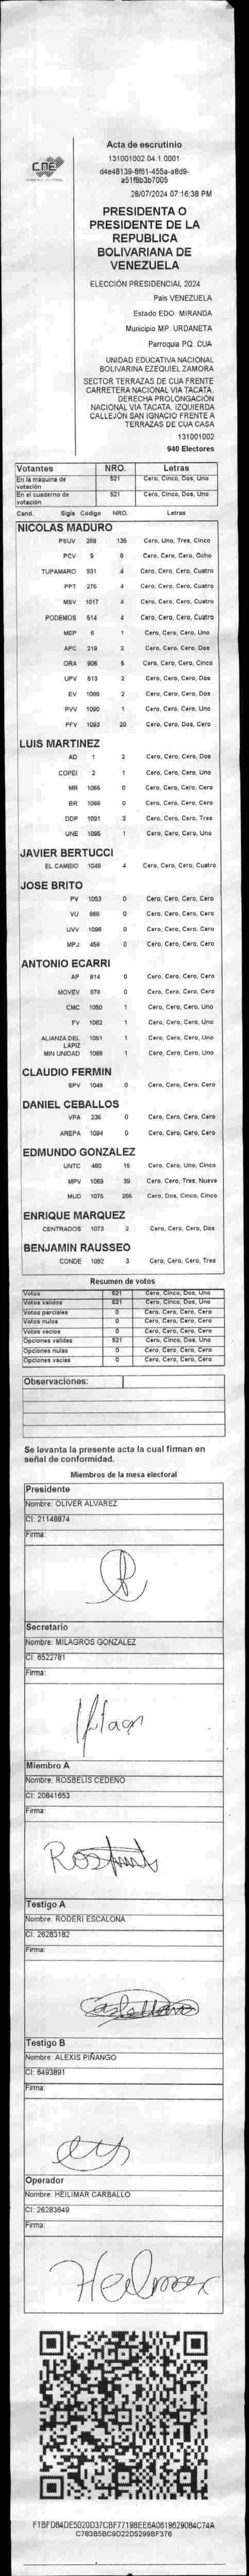 CNE
Acta de escrutinio
131001002.04.1.0001
d4e48139-8f61-455a-a8d9-
a51f8b3b7005
28/07/2024 07:16:38 PM
PRESIDENTA O
PRESIDENTE DE LA
REPUBLICA
BOLIVARIANA DE
VENEZUELA
ELECCIÓN PRESIDENCIAL 2024
País VENEZUELA
Estado EDO. MIRANDA
Municipio MP. URDANETA
Parroquia PQ. CUA
UNIDAD EDUCATIVA NACIONAL
BOLIVARINA EZEQUIEL ZAMORA
SECTOR TERRAZAS DE CUA FRENTE
CARRETERA NACIONAL VIA TACATA.
DERECHA PROLONGACIÓN
NACIONAL VIA TACATA. IZQUIERDA
CALLEJÓN SAN IGNACIO FRENTE A
TERRAZAS DE CUA CASA
131001002
940 Electores
Votantes NRO. Letras
En la máquina de votación 521 Cero, Cinco, Dos, Uno
En el cuaderno de votación 521 Cero, Cinco, Dos, Uno
Cand. Sigla Código NRO. Letras
NICOLAS MADURO
PSUV 269 135 Cero, Uno, Tres, Cinco
PCV 9 8 Cero, Cero, Cero, Ocho
TUPAMARO 931 4 Cero, Cero, Cero, Cuatro
PPT 275 4 Cero, Cero, Cero, Cuatro
MSV 1017 4 Cero, Cero, Cero, Cuatro
PODEMOS 514 4 Cero, Cero, Cero, Cuatro
MEP 6 1 Cero, Cero, Cero, Uno
APC 219 2 Cero, Cero, Cero, Dos
ORA 908 5 Cero, Cero, Cero, Cinco
UPV 613 2 Cero, Cero, Cero, Dos
EV 1089 2 Cero, Cero, Cero, Dos
PVV 1090 1 Cero, Cero, Cero, Uno
PFV 1093 20 Cero, Cero, Dos, Cero
LUIS MARTINEZ
AD 1 2 Cero, Cero, Cero, Dos
COPEI 2 1 Cero, Cero, Cero, Uno
MR 1065 0 Cero, Cero, Cero, Cero
BR 1066 0 Cero, Cero, Cero, Cero
DDP 1091 3 Cero, Cero, Cero, Tres
UNE 1095 1 Cero, Cero, Cero, Uno
JAVIER BERTUCCI
EL CAMBIO 1048 4 Cero, Cero, Cero, Cuatro
JOSE BRITO
PV 1053 0 Cero, Cero, Cero, Cero
VU 868 0 Cero, Cero, Cero, Cero
UVV 1096 0 Cero, Cero, Cero, Cero
MPJ 458 0 Cero, Cero, Cero, Cero
ANTONIO ECARRI
AP 814 0 Cero, Cero, Cero, Cero
MOVEV 978 0 Cero, Cero, Cero, Cero
CMC 1050 1 Cero, Cero, Cero, Uno
FV 1052 1 Cero, Cero, Cero, Uno
ALIANZA DEL LAPIZ 1051 1 Cero, Cero, Cero, Uno
MIN UNIDAD 1068 1 Cero, Cero, Cero, Uno
CLAUDIO FERMIN
SPV 1049 0 Cero, Cero, Cero, Cero
DANIEL CEBALLOS
VPA 236 0 Cero, Cero, Cero, Cero
AREPA 1094 0 Cero, Cero, Cero, Cero
EDMUNDO GONZALEZ
UNTC 460 15 Cero, Cero, Uno, Cinco
MPV 1069 39 Cero, Cero, Tres, Nueve
MUD 1075 255 Cero, Dos, Cinco, Cinco
ENRIQUE MARQUEZ
CENTRADOS 1073 2 Cero, Cero, Cero, Dos
BENJAMIN RAUSSEO
CONDE 1092 3 Cero, Cero, Cero, Tres
Resumen de votos
Votos 521 Cero, Cinco, Dos, Uno
Votos validos 521 Cero, Cinco, Dos, Uno
Votos parciales 0 Cero, Cero, Cero, Cero
Votos nulos 0 Cero, Cero, Cero, Cero
Votos vacios 0 Cero, Cero, Cero, Cero
Opciones validas 521 Cero, Cinco, Dos, Uno
Opciones nulas 0 Cero, Cero, Cero, Cero
Opciones vacias 0 Cero, Cero, Cero, Cero
Observaciones:
Se levanta la presente acta la cual firman en
señal de conformidad.
Miembros de la mesa electoral
Presidente
Nombre: OLIVER ALVAREZ
CI: 21148974
Firma:
Secretario
Nombre: MILAGROS GONZALEZ
CI: 6522781
Firma:
Miembro A
Nombre: ROSBELIS CEDEÑO
CI: 20841653
Firma:
Testigo A
Nombre: RODERI ESCALONA
CI: 26283182
Firma:
Testigo B
Nombre: ALEXIS PIÑANGO
CI: 6493891
Firma:
Operador
Nombre: HEILIMAR CARBALLO
CI: 26283649
Firma:
F1BFD84DE5020D37CBF77198EE6A0619629084C74A
C78385BC9D22D5299BF376